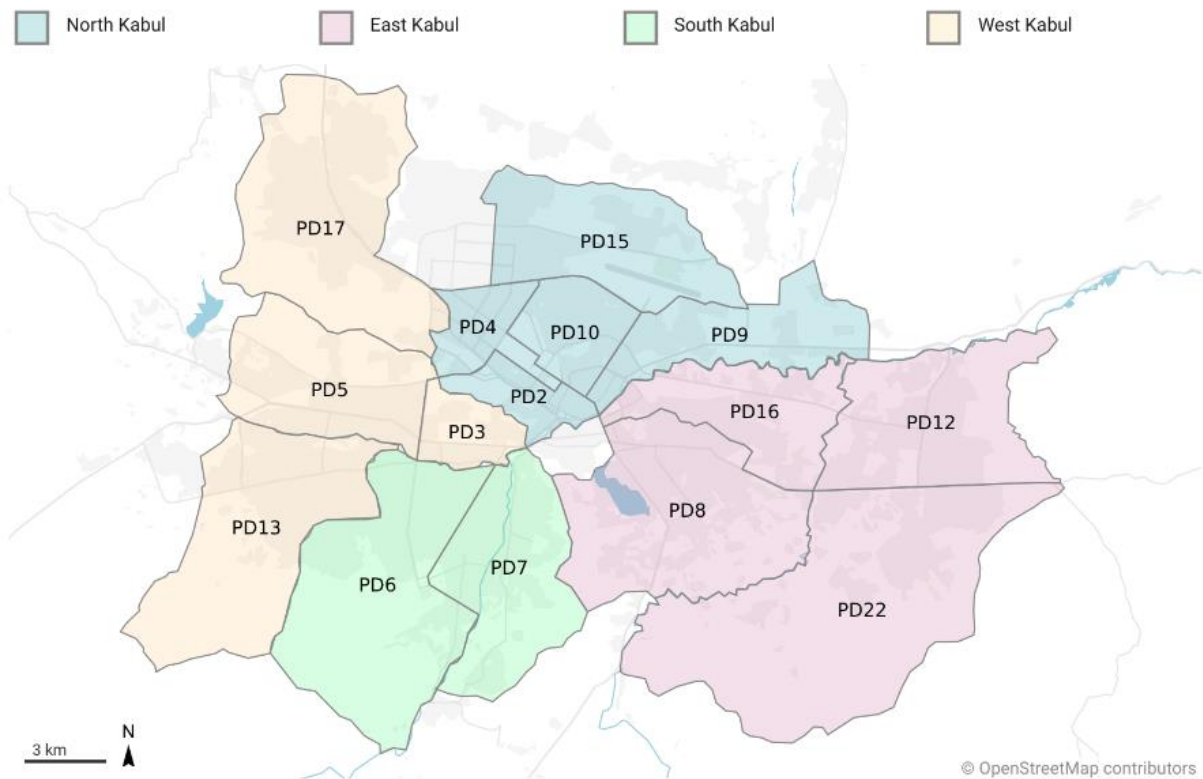 North Kabul
East Kabul
South Kabul
West Kabul
PD17
PD15
PD4
PD10
PD9
PD5
PD2
PD16
PD12
PD3
PD8
PD13
PD7
PD6
PD22
3 km
N
© OpenStreetMap contributors